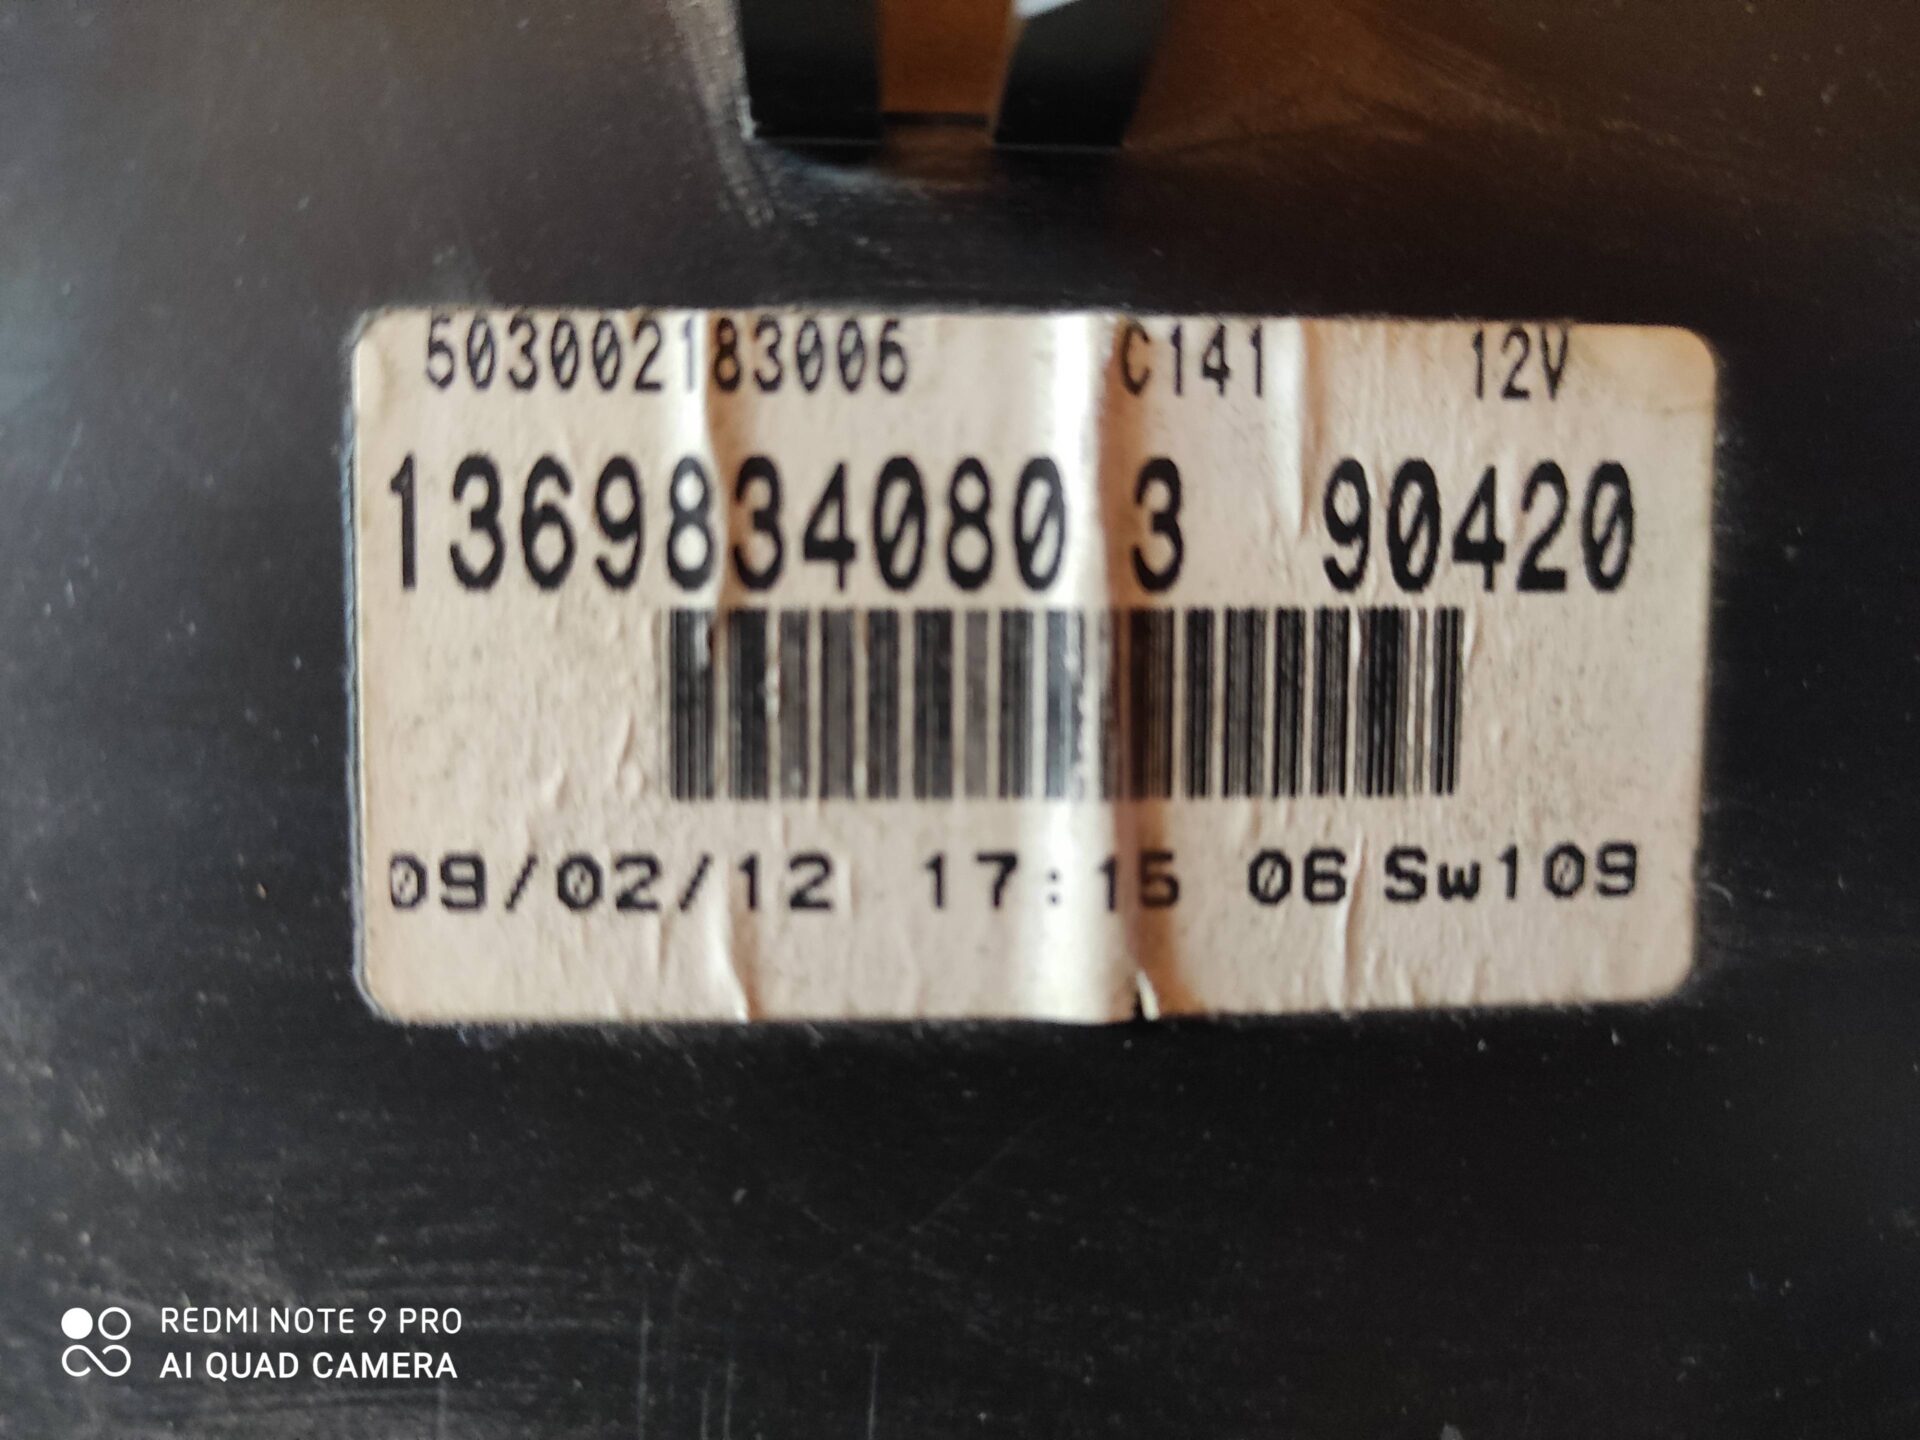 503002183006 C141 12V
1369834080 3 90420
09/02/12 17:15 06 Sw109
REDMI NOTE 9 PRO
AI QUAD CAMERA